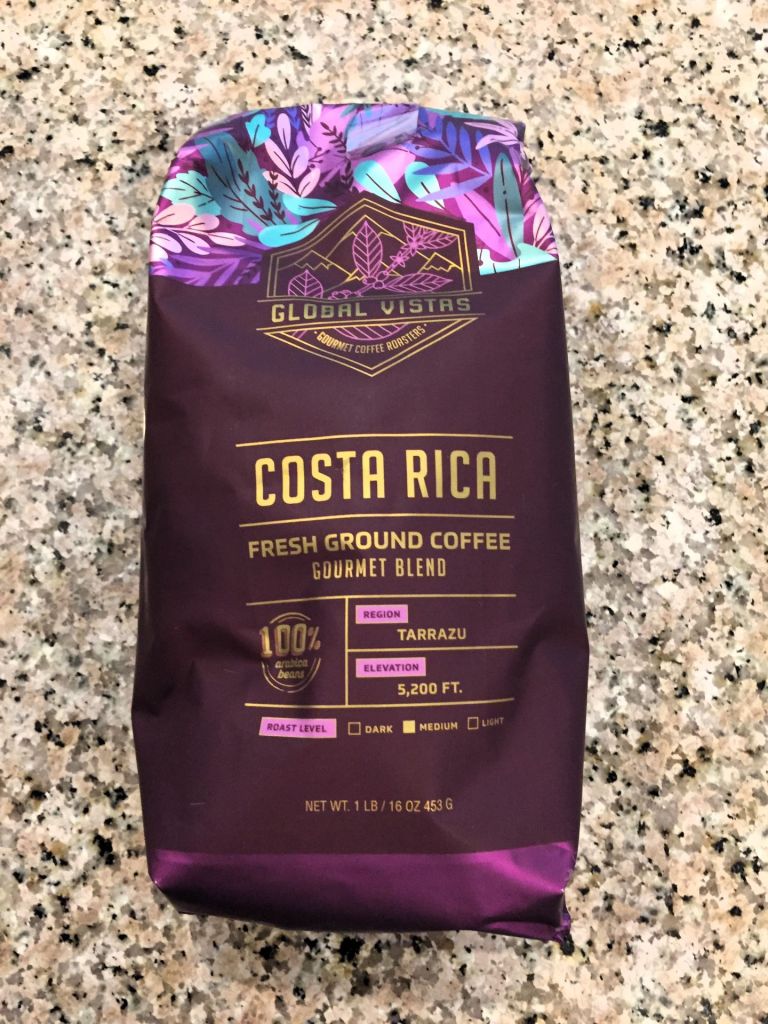 GLOBAL VISTAS
• GOURMET COFFEE ROASTERS •
COSTA RICA
FRESH GROUND COFFEE
GOURMET BLEND
100%
arabica
beans
REGION
TARRAZU
ELEVATION
5,200 FT.
ROAST LEVEL DARK MEDIUM LIGHT
NET WT. 1 LB / 16 OZ 453 G